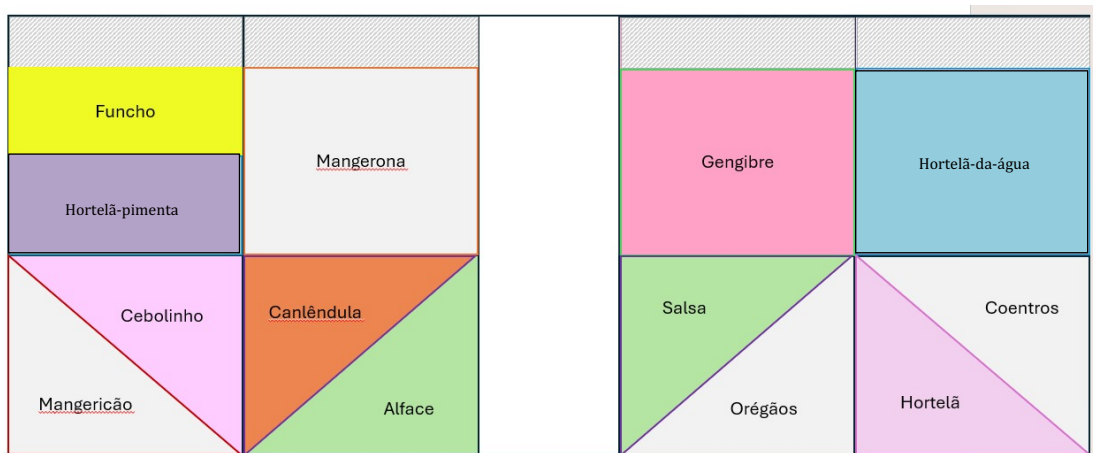 Funcho
Mangerona
Gengibre
Hortelã-da-água
Hortelã-pimenta
Cebolinho
Canlêndula
Salsa
Coentros
Mangericão
Alface
Orégãos
Hortelã